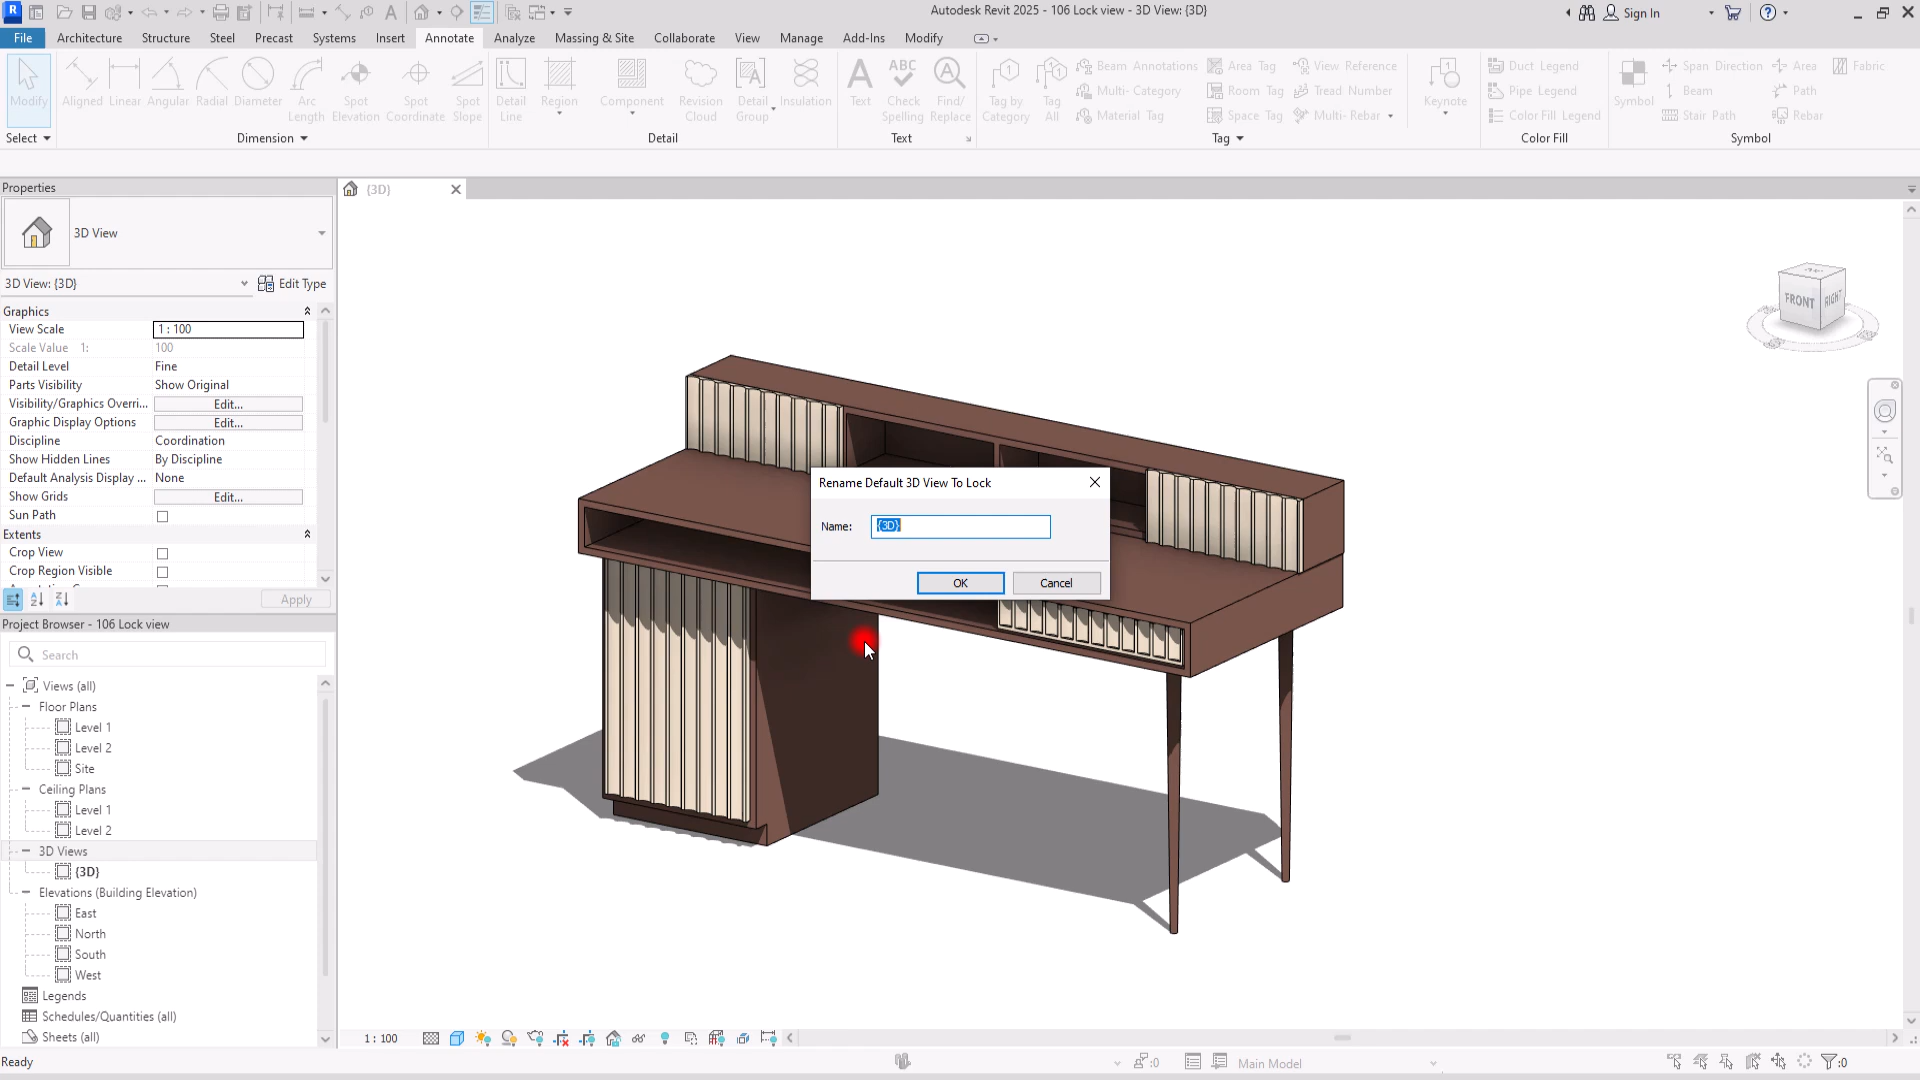 Autodesk Revit 2025 - 106 Lock view - 3D View: {3D}
Sign In
File Architecture Structure Steel Precast Systems Insert Annotate Analyze Massing & Site Collaborate View Manage Add-Ins Modify
Modify
Select
Aligned Linear Angular Radial Diameter Arc Length Spot Elevation Spot Coordinate Spot Slope
Dimension
Detail Line Region Component Revision Cloud Detail Group Insulation
Detail
Text Check Spelling Find/ Replace
Text
Tag by Category Tag All
Beam Annotations Area Tag View Reference
Multi- Category Room Tag Tread Number
Material Tag Space Tag Multi- Rebar
Tag
Keynote
Duct Legend
Pipe Legend
Color Fill Legend
Color Fill
Symbol
Span Direction Area Fabric
Beam Path
Stair Path Rebar
Symbol
Properties
3D View
3D View: {3D} Edit Type
Graphics
View Scale 1 : 100
Scale Value 1: 100
Detail Level Fine
Parts Visibility Show Original
Visibility/Graphics Overri... Edit...
Graphic Display Options Edit...
Discipline Coordination
Show Hidden Lines By Discipline
Default Analysis Display ... None
Show Grids Edit...
Sun Path
Extents
Crop View
Crop Region Visible
Apply
Project Browser - 106 Lock view
Search
Views (all)
Floor Plans
Level 1
Level 2
Site
Ceiling Plans
Level 1
Level 2
3D Views
{3D}
Elevations (Building Elevation)
East
North
South
West
Legends
Schedules/Quantities (all)
Sheets (all)
{3D}
FRONT RIGHT
Rename Default 3D View To Lock
Name: {3D}
OK Cancel
1 : 100
Ready
:0
Main Model
:0